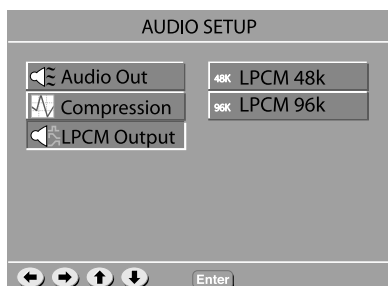 AUDIO SETUP
Audio Out
Compression
LPCM Output
48K LPCM 48k
96K LPCM 96k
Enter